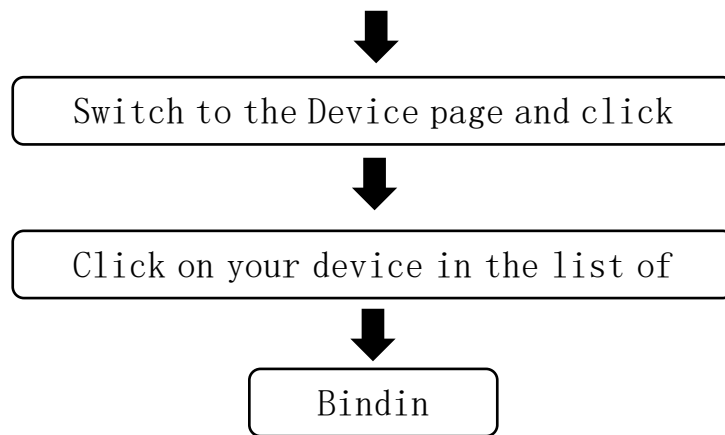 Switch to the Device page and click
Click on your device in the list of
Bindin